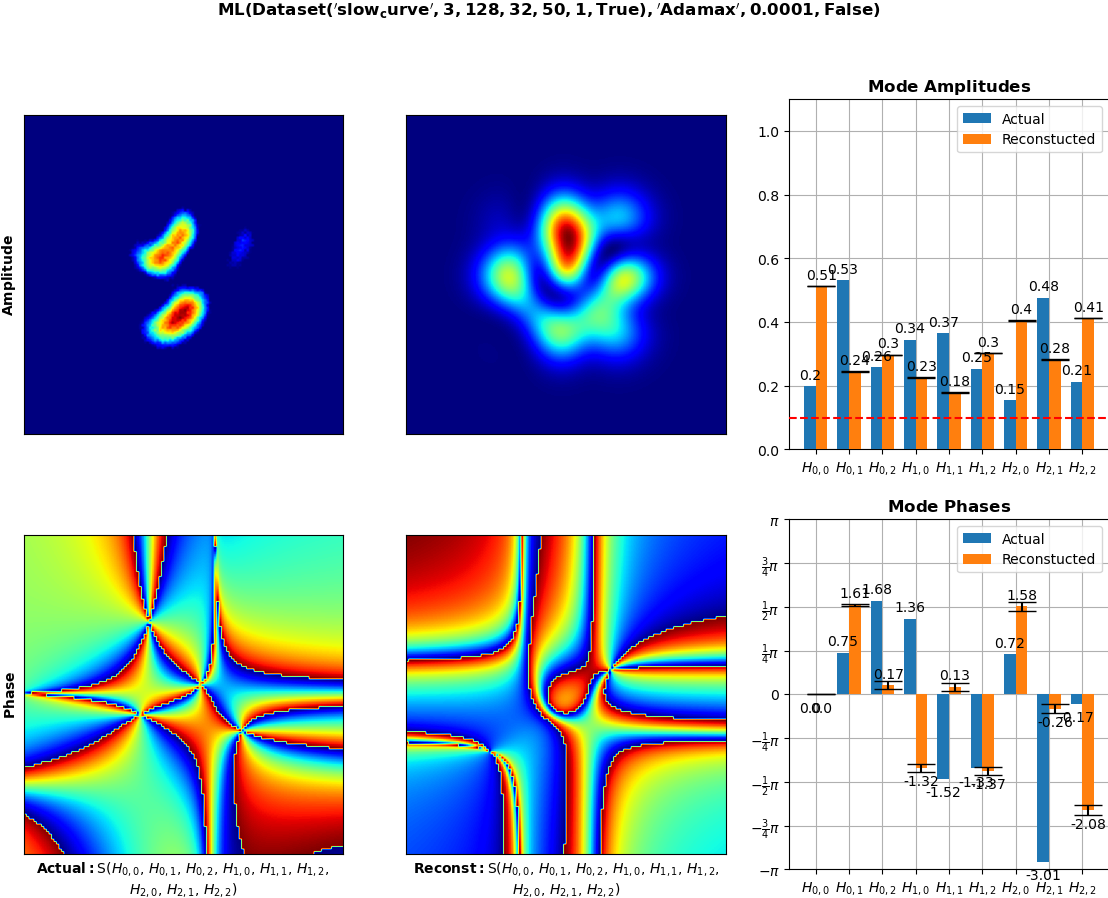 ML(Dataset('slow_curve', 3, 128, 32, 50, 1, True), 'Adamax', 0.0001, False)
Amplitude
Mode Amplitudes
Actual
Reconstucted
1.0
0.8
0.6
0.4
0.2
0.0
0.2
0.51
0.53
0.24
0.26
0.3
0.34
0.23
0.37
0.18
0.25
0.3
0.15
0.4
0.48
0.28
0.21
0.41
H0,0 H0,1 H0,2 H1,0 H1,1 H1,2 H2,0 H2,1 H2,2
Phase
Mode Phases
Actual
Reconstucted
π
3/4π
1/2π
1/4π
0
−1/4π
−1/2π
−3/4π
−π
0.0
0.75
1.61
1.68
0.17
1.36
-1.32
-1.52
0.13
-1.33
-1.37
0.72
1.58
-3.01
-0.26
-0.17
-2.08
H0,0 H0,1 H0,2 H1,0 H1,1 H1,2 H2,0 H2,1 H2,2
Actual: S(H0,0, H0,1, H0,2, H1,0, H1,1, H1,2,
H2,0, H2,1, H2,2)
Reconst: S(H0,0, H0,1, H0,2, H1,0, H1,1, H1,2,
H2,0, H2,1, H2,2)